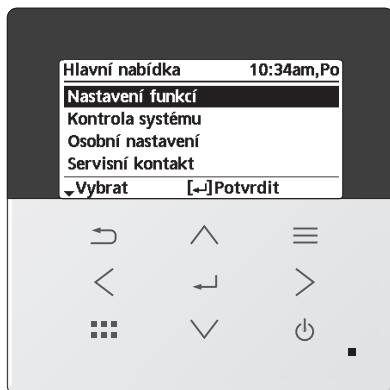 Hlavní nabídka 10:34am,Po
Nastavení funkcí
Kontrola systému
Osobní nastavení
Servisní kontakt
Vybrat [↵]Potvrdit